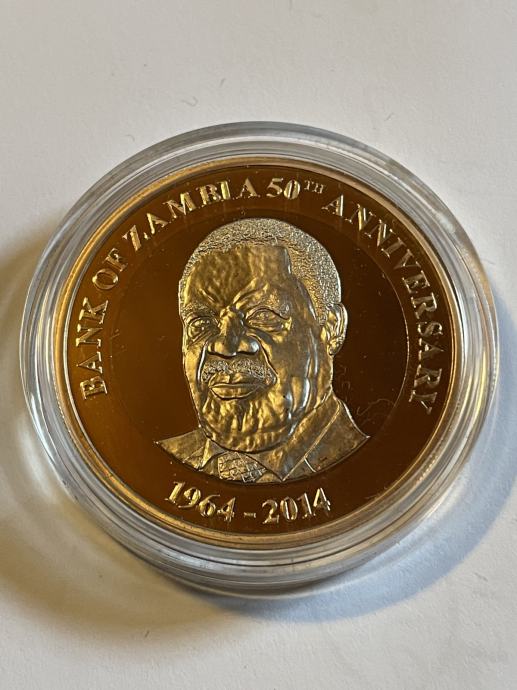 BANK OF ZAMBIA 50TH ANNIVERSARY
1964 - 2014